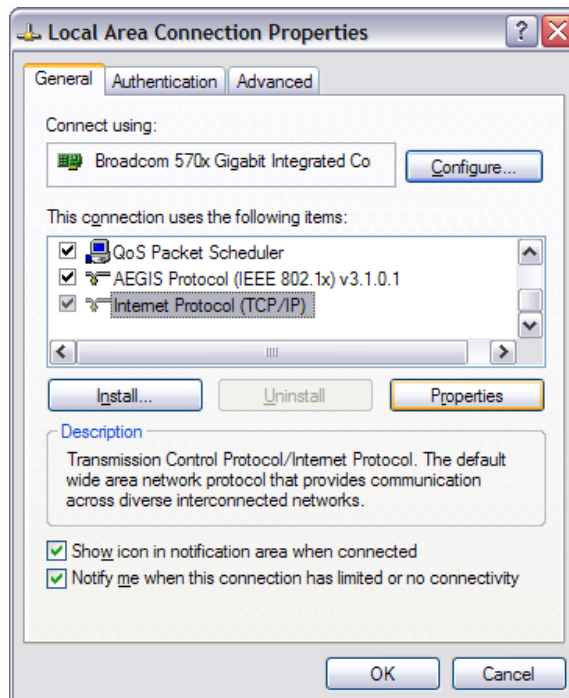 Local Area Connection Properties
General Authentication Advanced
Connect using:
Broadcom 570x Gigabit Integrated Co
Configure...
This connection uses the following items:
QoS Packet Scheduler
AEGIS Protocol (IEEE 802.1x) v3.1.0.1
Internet Protocol (TCP/IP)
Install... Uninstall Properties
Description
Transmission Control Protocol/Internet Protocol. The default
wide area network protocol that provides communication
across diverse interconnected networks.
Show icon in notification area when connected
Notify me when this connection has limited or no connectivity
OK Cancel